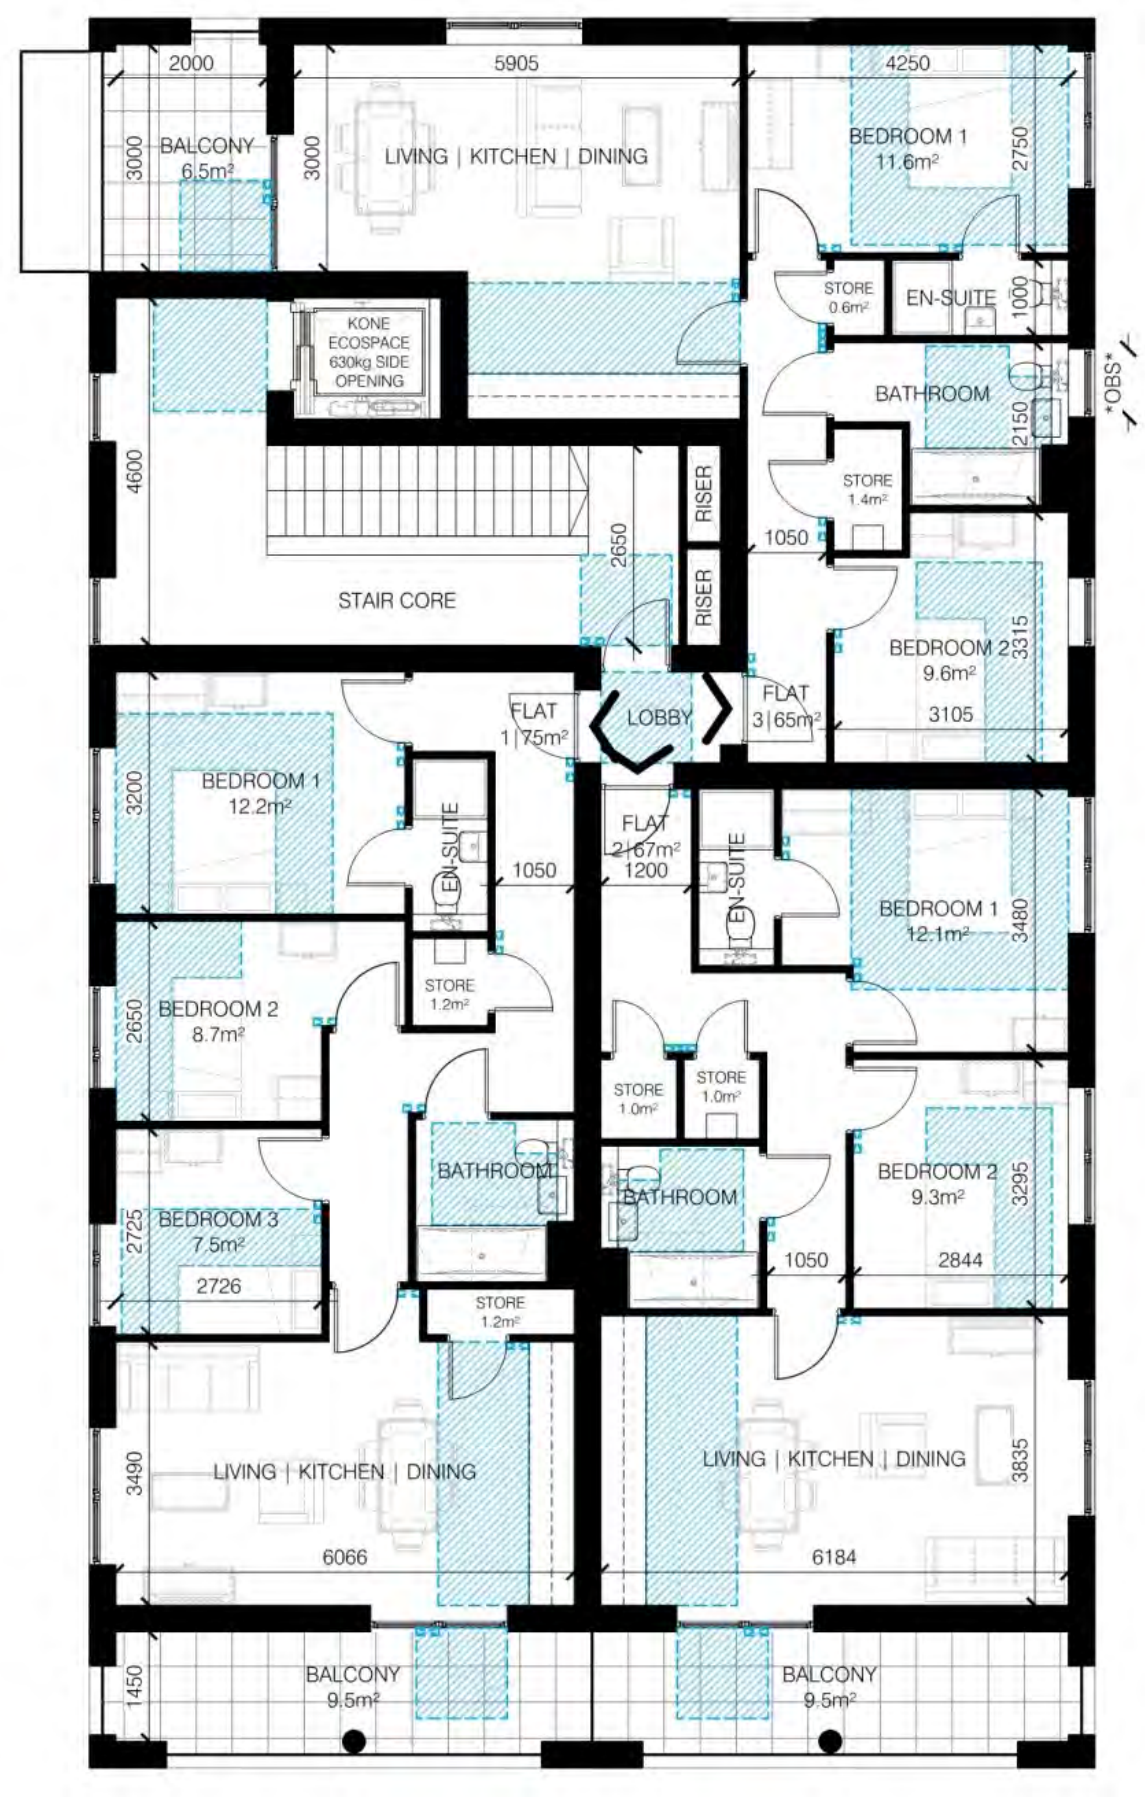 2000
5905
4250
3000
BALCONY
6.5m²
3000
LIVING | KITCHEN | DINING
BEDROOM 1
11.6m²
2750
STORE
0.6m²
EN-SUITE
1000
KONE
ECOSPACE
630kg SIDE
OPENING
BATHROOM
2150
*OBS*
4600
RISER
STORE
1.4m²
2650
1050
STAIR CORE
RISER
BEDROOM 2
9.6m²
3315
3105
FLAT
1|75m²
LOBBY
FLAT
3|65m²
BEDROOM 1
12.2m²
3200
EN-SUITE
1050
FLAT
2|67m²
1200
EN-SUITE
BEDROOM 1
12.1m²
3480
STORE
1.2m²
BEDROOM 2
8.7m²
2650
STORE
1.0m²
STORE
1.0m²
BATHROOM
BATHROOM
BEDROOM 2
9.3m²
3295
BEDROOM 3
7.5m²
2725
2726
1050
2844
STORE
1.2m²
LIVING | KITCHEN | DINING
3490
6066
LIVING | KITCHEN | DINING
3835
6184
1450
BALCONY
9.5m²
BALCONY
9.5m²